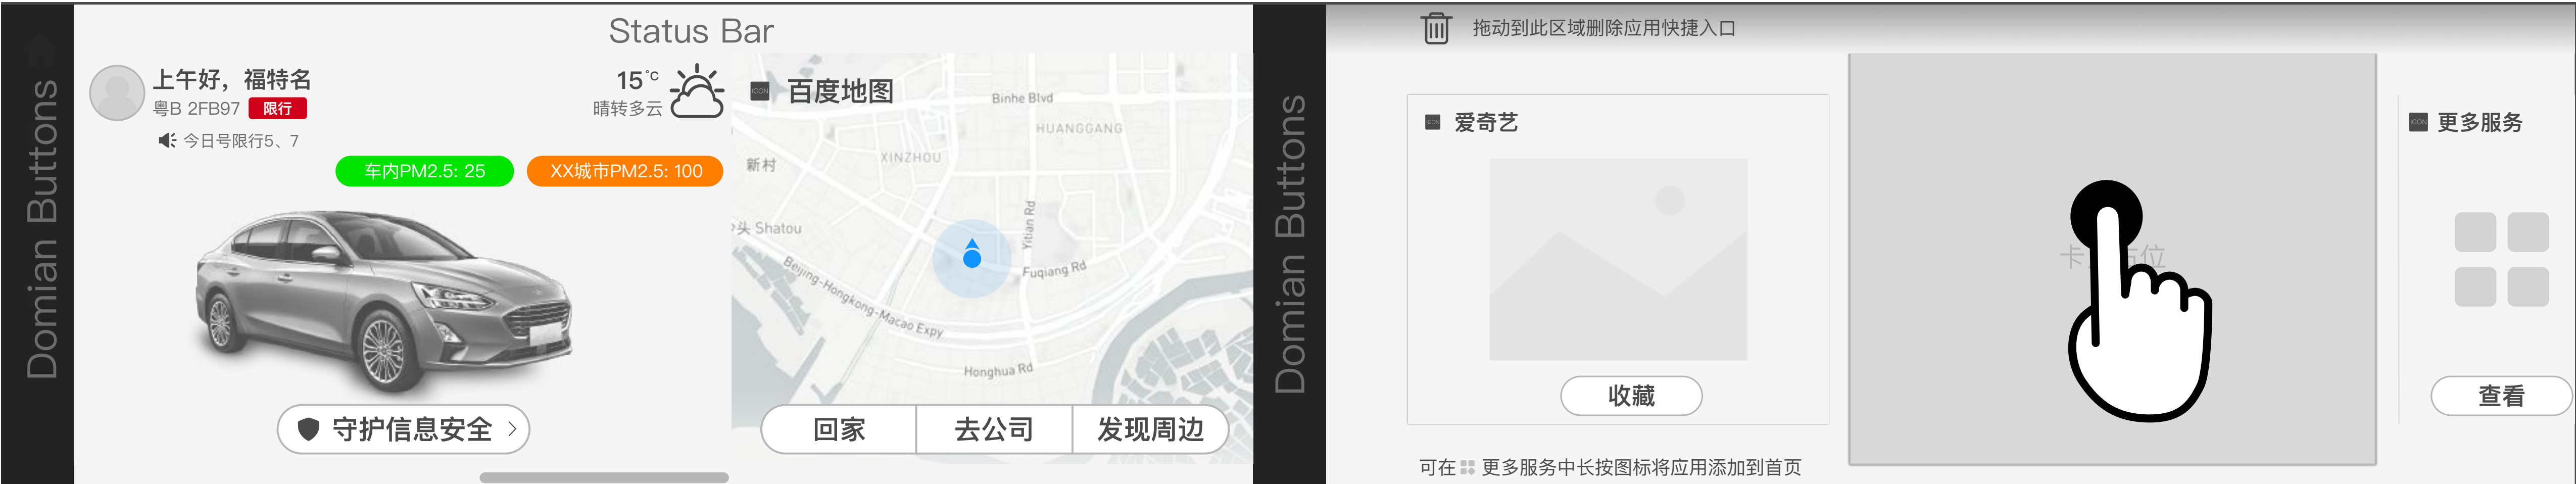 Status Bar
Domian Buttons
上午好，福特名
粤B 2FB97 限行
今日号限行5、7
15℃
晴转多云
车内PM2.5: 25
XX城市PM2.5: 100
守护信息安全
ICON 百度地图
Binhe Blvd
HUANGGANG
XINZHOU
新村
头 Shatou
Yitian Rd
Fuqiang Rd
Beijing-Hongkong-Macao Expy
Honghua Rd
回家
去公司
发现周边
Domian Buttons
拖动到此区域删除应用快捷入口
ICON 爱奇艺
收藏
可在 更多服务中长按图标将应用添加到首页
卡
位
ICON 更多服务
查看